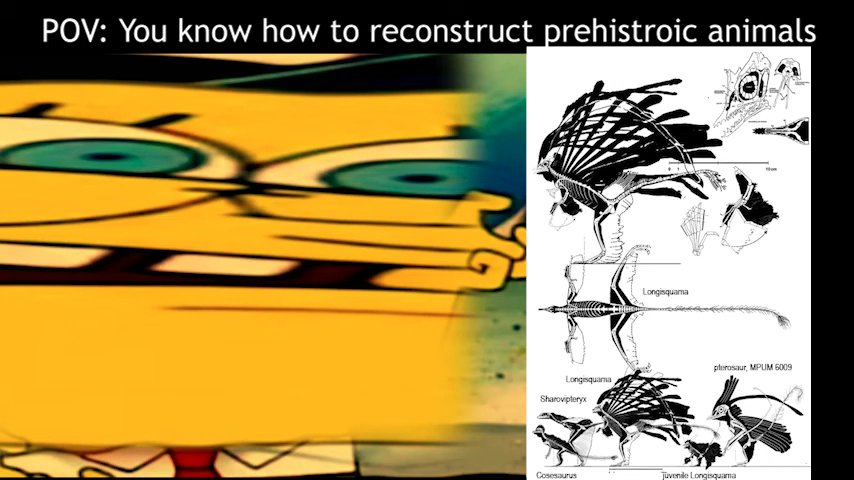 POV: You know how to reconstruct prehistroic animals
Longisquama
pterosaur, MPUM 6009
Longisquama
Sharovipteryx
Cosesaurus
juvenile Longisquama